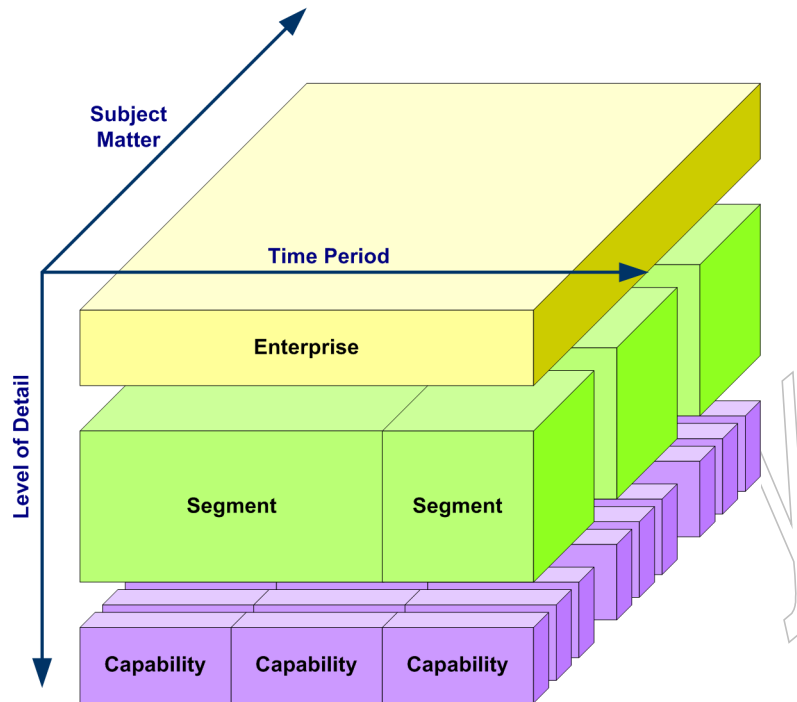 Subject
Matter
Time Period
Level of Detail
Enterprise
Segment
Segment
Capability
Capability
Capability